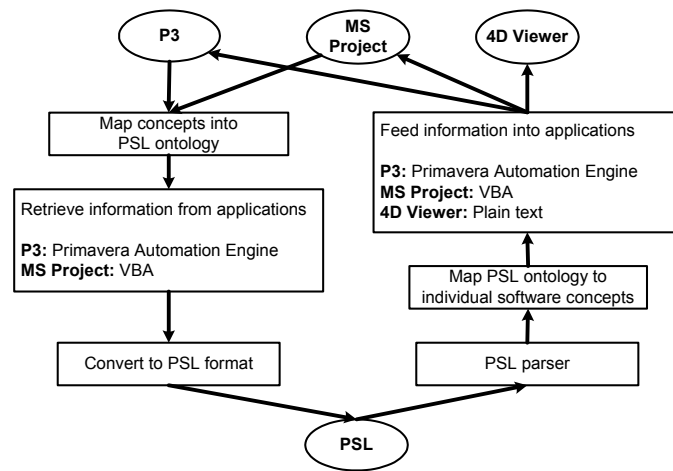 P3
MS
Project
4D Viewer
Map concepts into
PSL ontology
Feed information into applications
P3: Primavera Automation Engine
MS Project: VBA
4D Viewer: Plain text
Retrieve information from applications
P3: Primavera Automation Engine
MS Project: VBA
Map PSL ontology to
individual software concepts
Convert to PSL format
PSL parser
PSL